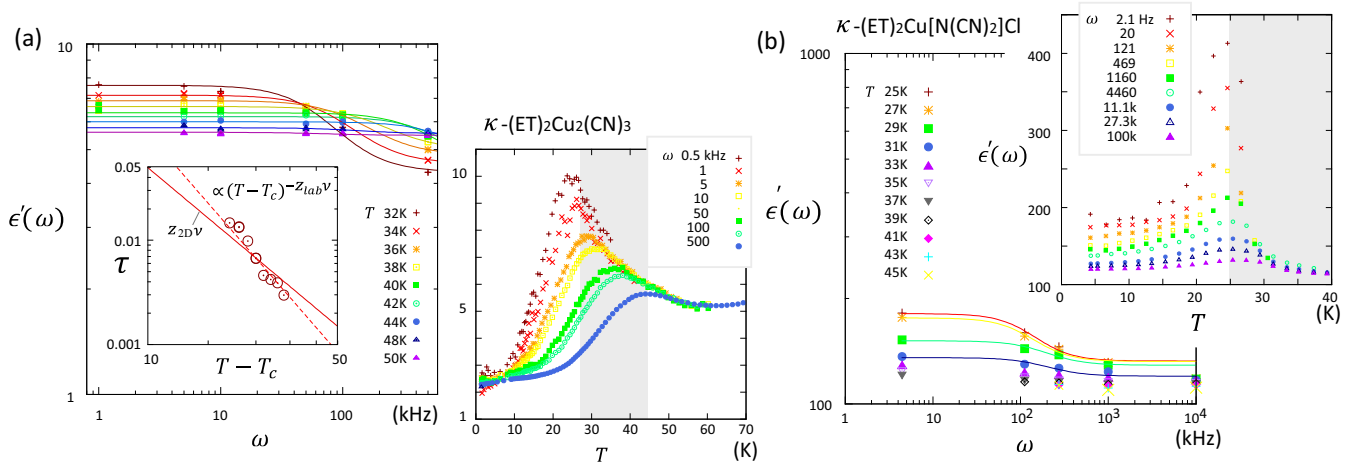 (a)
10
ϵ′(ω)
1
1
10
100
(kHz)
ω
0.05
0.01
0.001
τ
10
50
T − Tc
∝(T−Tc)^−z_lab ν
z_2D ν
T 32K
34K
36K
38K
40K
42K
44K
48K
50K
κ-(ET)2Cu2(CN)3
ω 0.5 kHz
1
5
10
50
100
500
10
5
1
0 10 20 30 40 50 60 70
T
(K)
(b)
κ-(ET)2Cu[N(CN)2]Cl
1000
ϵ′(ω)
100
T 25K
27K
29K
31K
33K
35K
37K
39K
41K
43K
45K
1 10 10^2 10^3 10^4
ω
(kHz)
ω 2.1 Hz
20
121
469
1160
4460
11.1k
27.3k
100k
400
300
ϵ′(ω)
200
100
0 10 20 30 40
T
(K)